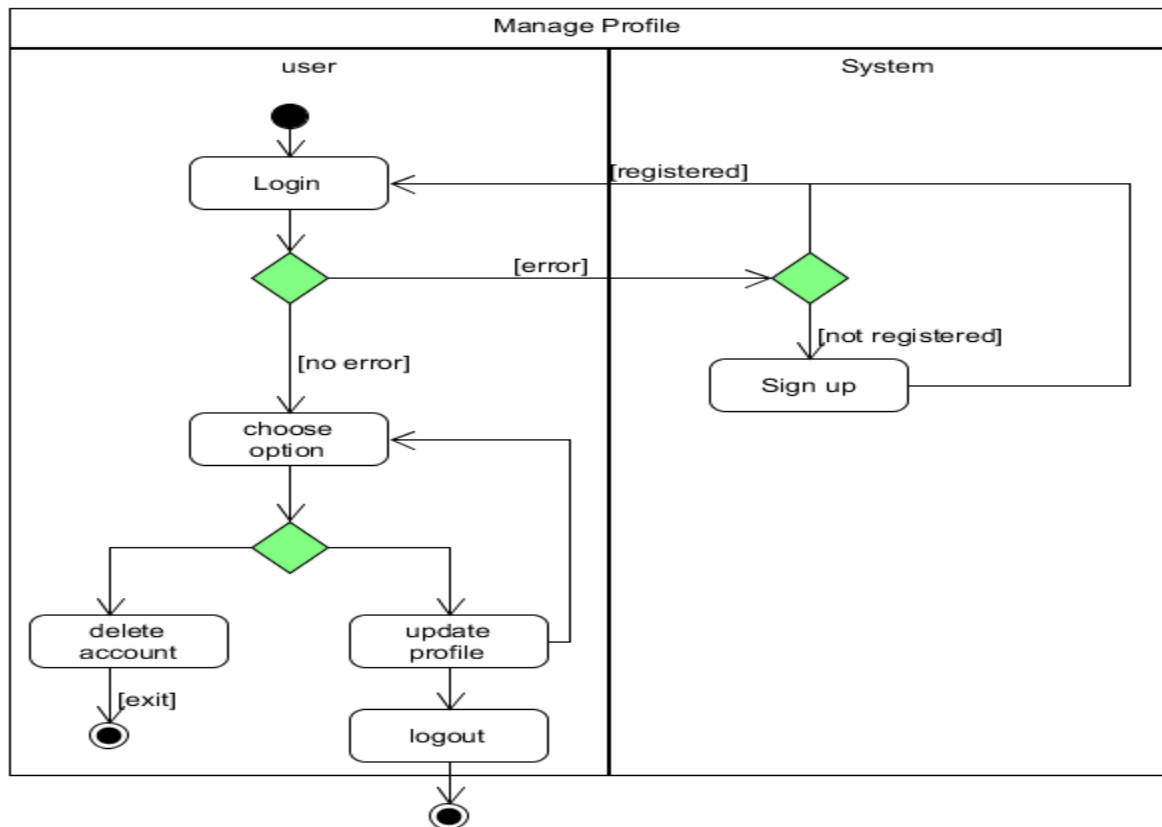 Manage Profile
user
System
Login
[registered]
[error]
[not registered]
[no error]
Sign up
choose
option
delete
account
update
profile
[exit]
logout